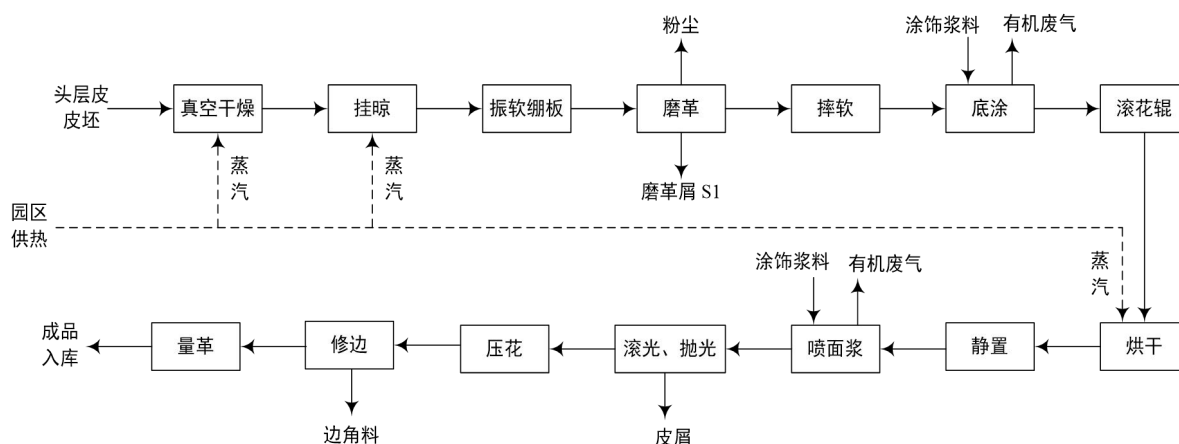 粉尘
涂饰浆料
有机废气
头层皮
皮坯
真空干燥
挂晾
振软绷板
磨革
摔软
底涂
滚花辊
蒸
汽
蒸
汽
磨革屑 S1
园区
供热
涂饰浆料
有机废气
蒸
汽
成品
入库
量革
修边
压花
滚光、抛光
喷面浆
静置
烘干
边角料
皮屑